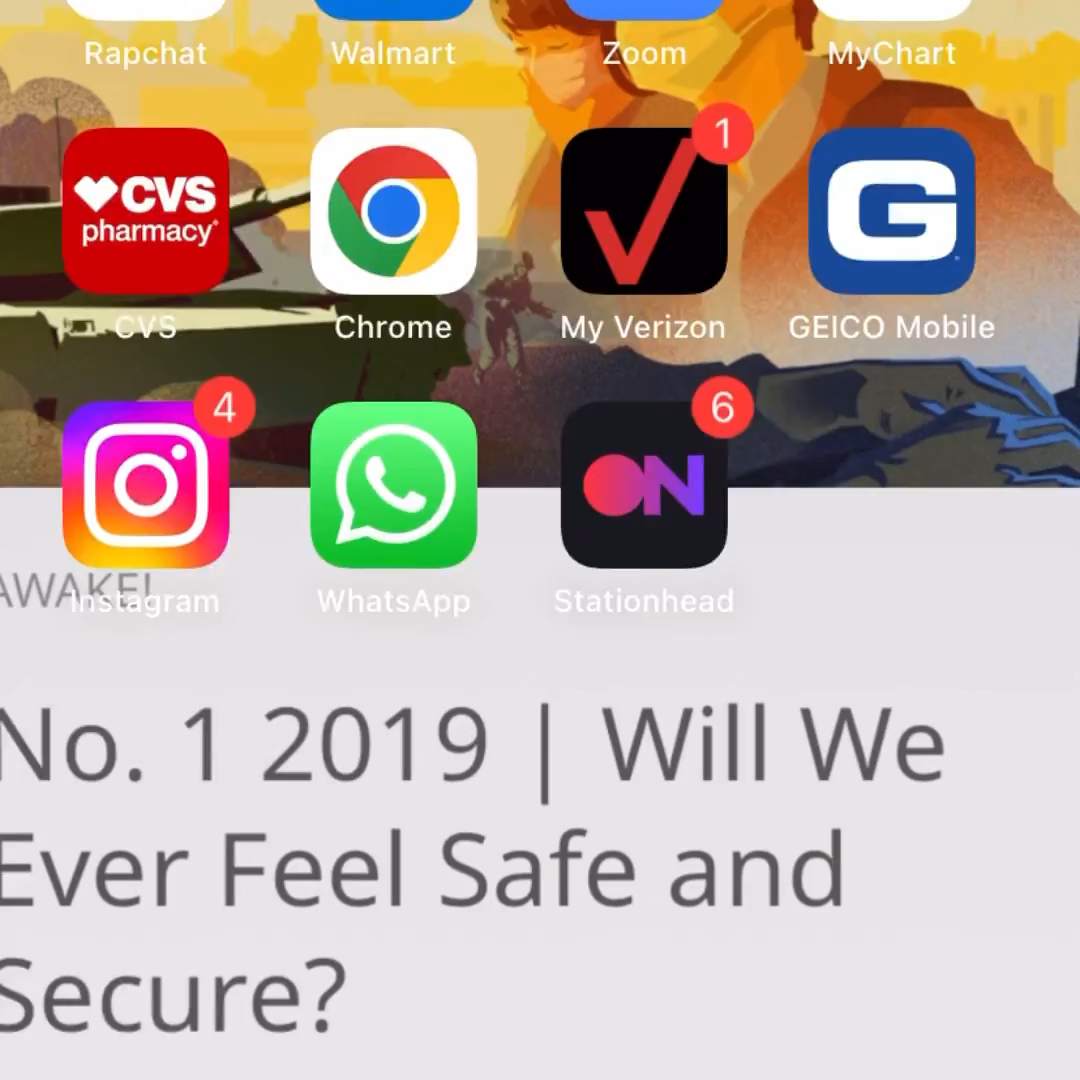 Rapchat Walmart Zoom MyChart
1
CVS
pharmacy
G
CVS Chrome My Verizon GEICO Mobile
4 6
ON
Instagram WhatsApp Stationhead
AWAKE!
No. 1 2019 | Will We
Ever Feel Safe and
Secure?